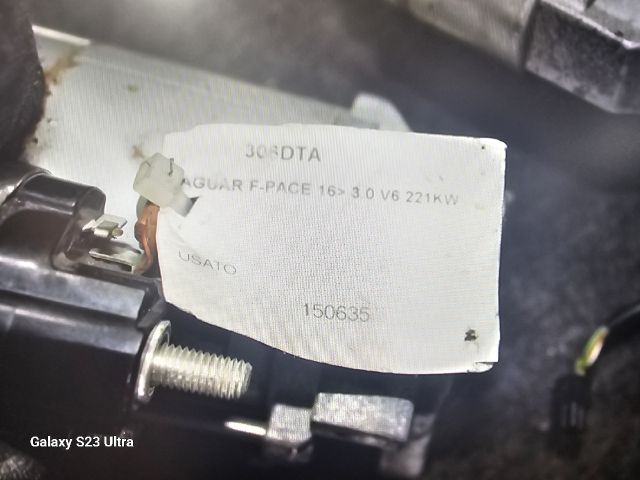 306DTA
AGUAR F-PACE 16> 3.0 V6 221KW
USATO
150635
Galaxy S23 Ultra